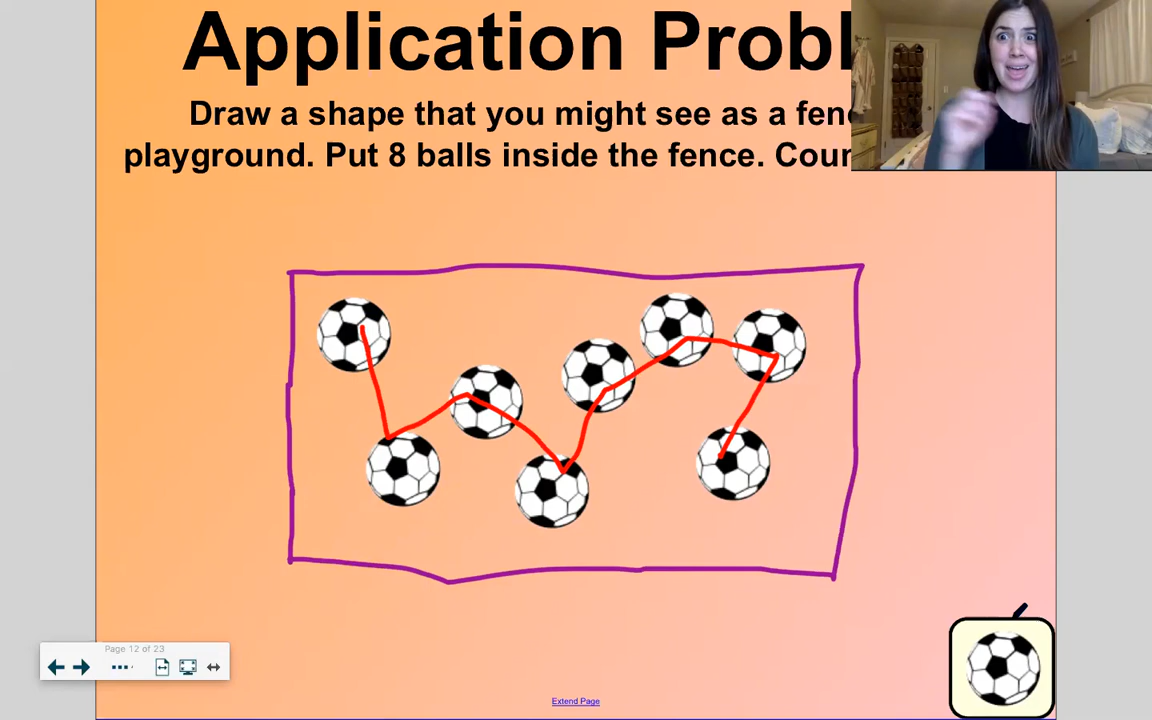 Application Probl
Draw a shape that you might see as a fenc
playground. Put 8 balls inside the fence. Coun
Page 12 of 23
Extend Page